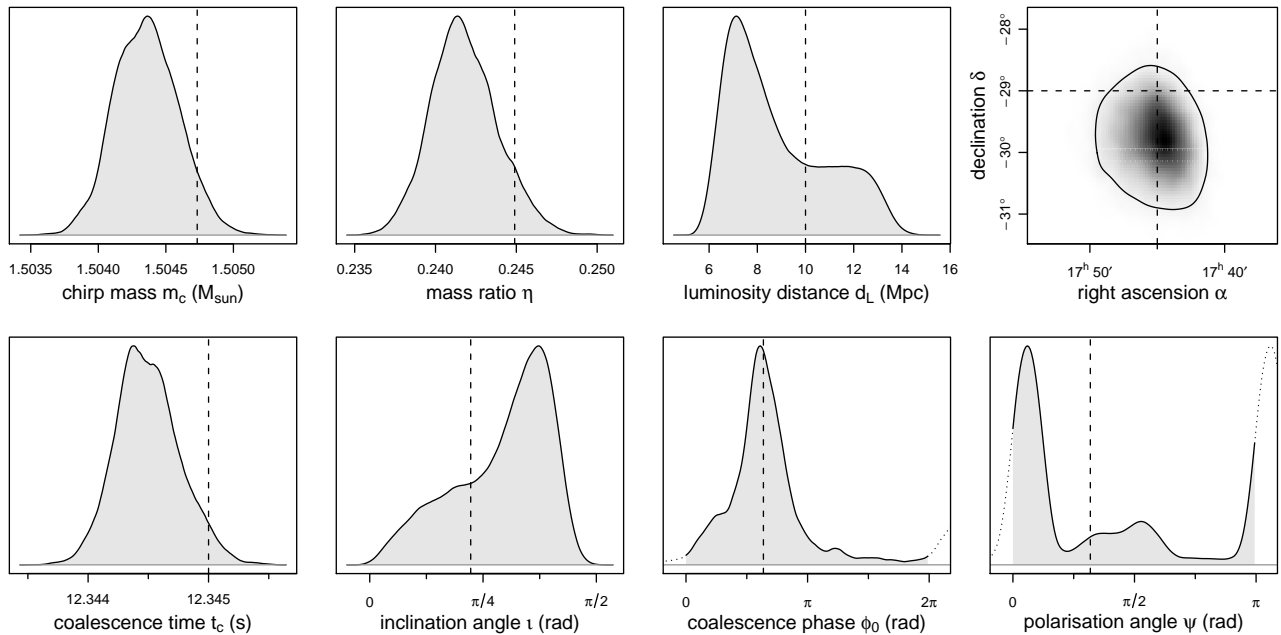 1.5035 1.5040 1.5045 1.5050
chirp mass m_c (M_sun)
0.235 0.240 0.245 0.250
mass ratio η
6 8 10 12 14 16
luminosity distance d_L (Mpc)
−28°
−29°
−30°
−31°
declination δ
17ʰ 50′ 17ʰ 40′
right ascension α
12.344 12.345
coalescence time t_c (s)
0 π/4 π/2
inclination angle ι (rad)
0 π 2π
coalescence phase ϕ₀ (rad)
0 π/2 π
polarisation angle ψ (rad)